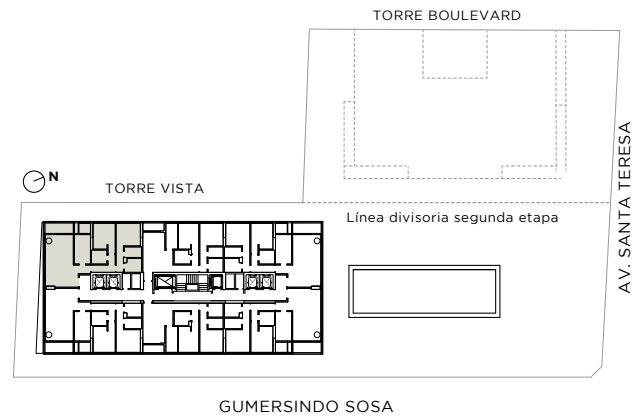 TORRE BOULEVARD
N
TORRE VISTA
Línea divisoria segunda etapa
AV. SANTA TERESA
GUMERSINDO SOSA